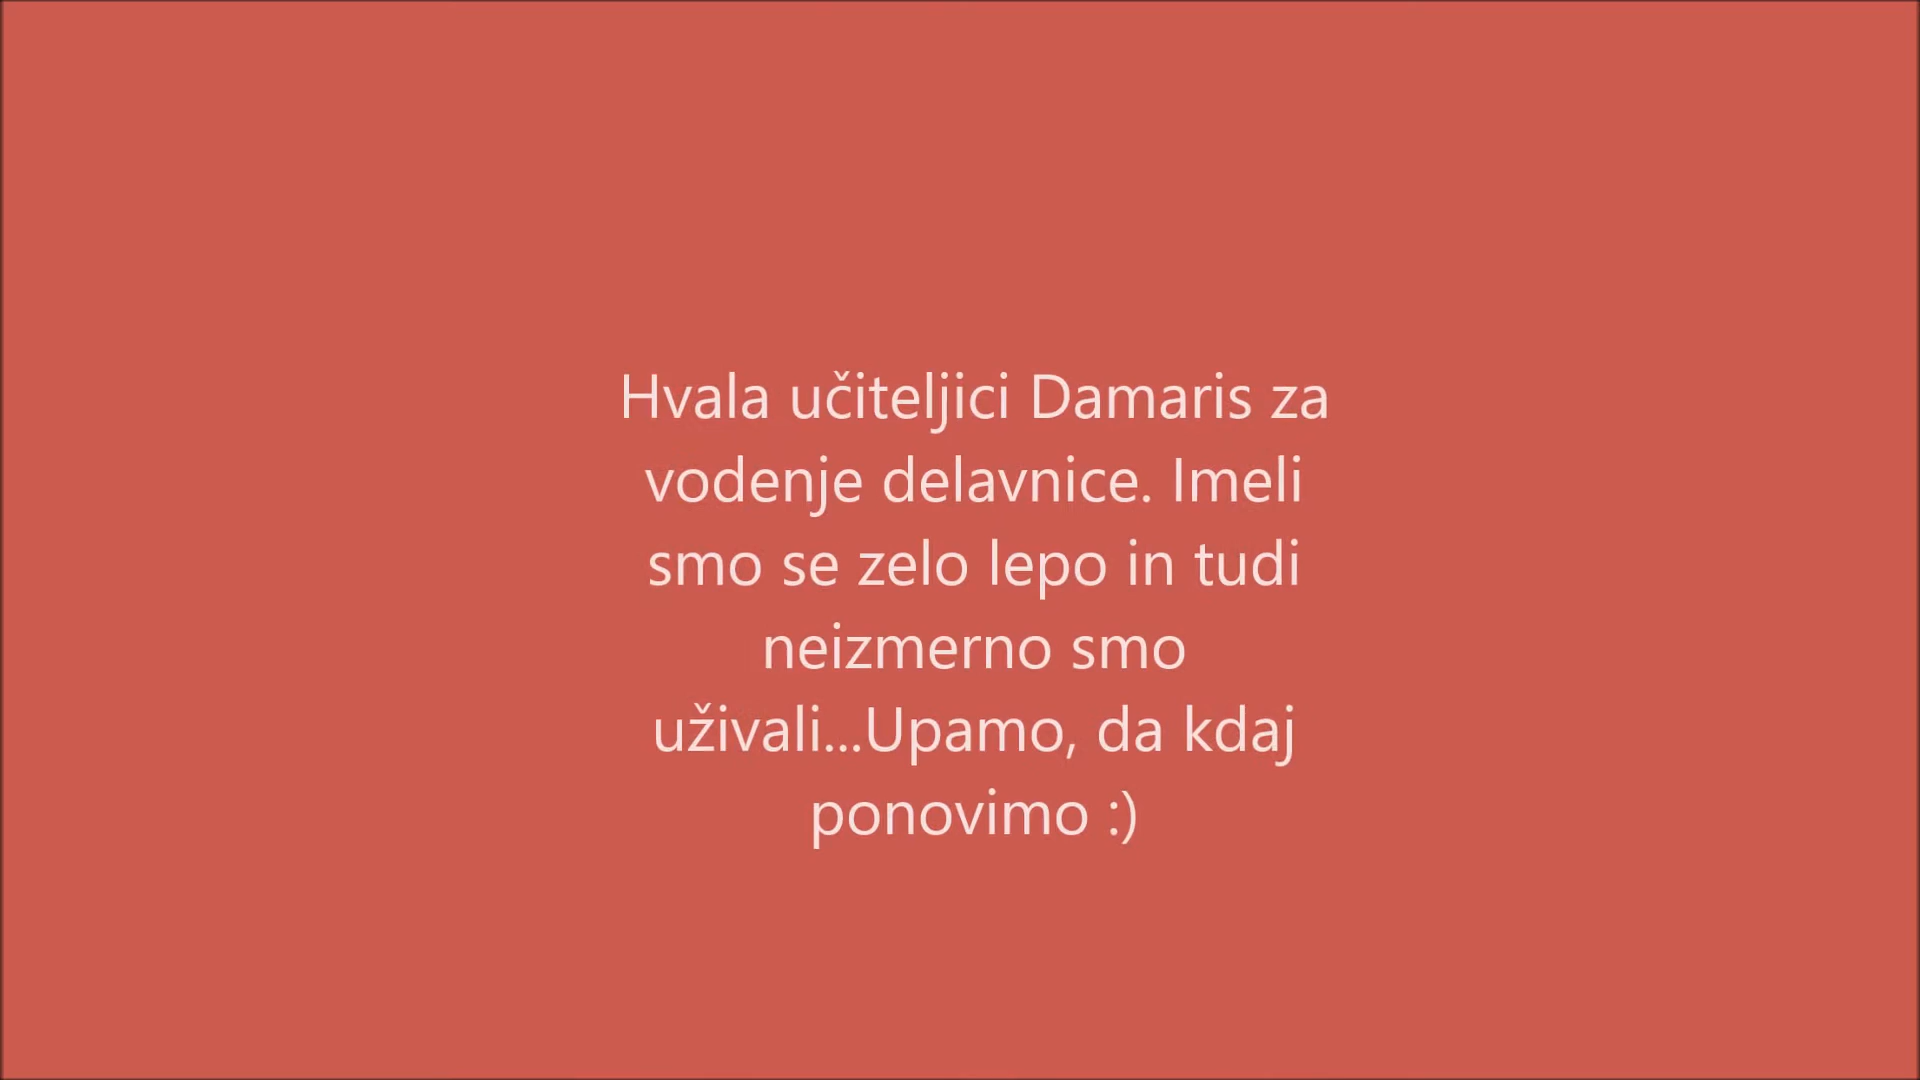 Hvala učiteljici Damaris za
vodenje delavnice. Imeli
smo se zelo lepo in tudi
neizmerno smo
uživali...Upamo, da kdaj
ponovimo :)